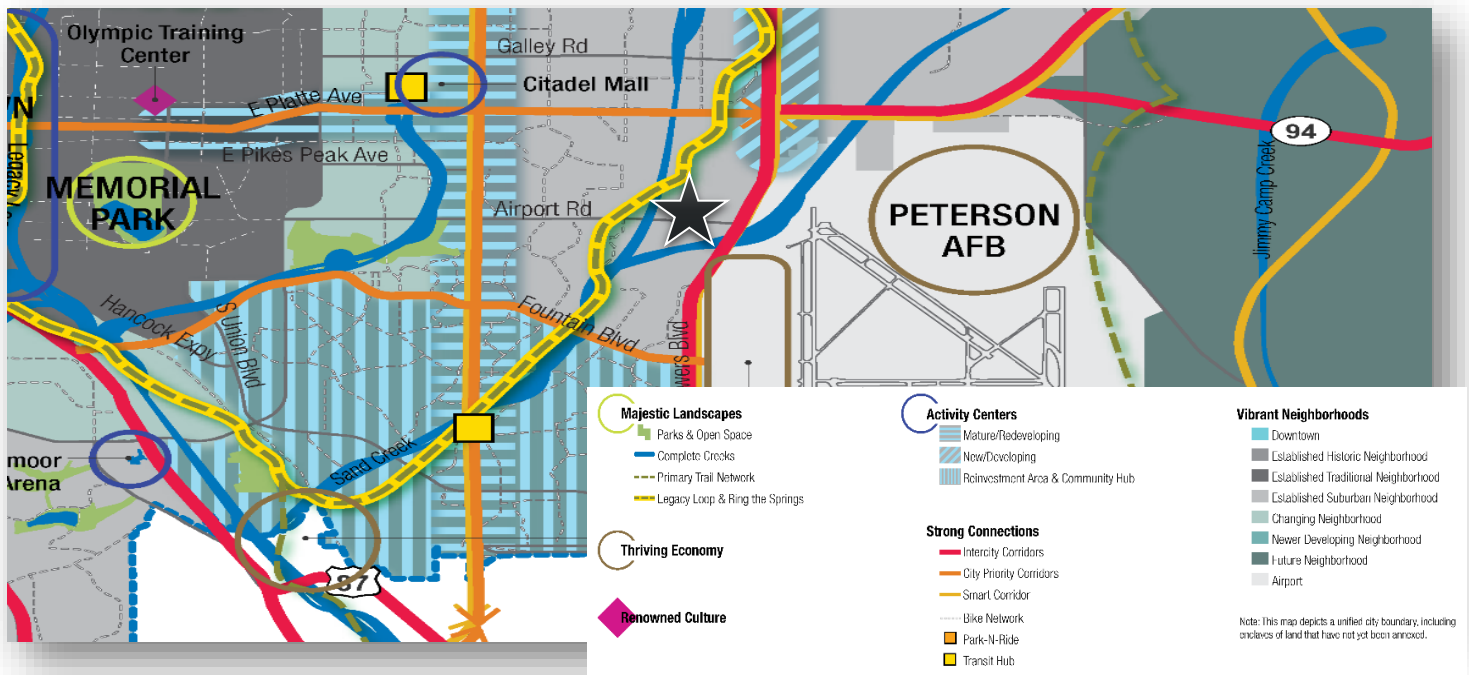 Olympic Training
Center
Galley Rd
Citadel Mall
E Platte Ave
E Pikes Peak Ave
94
Jimmy Camp Creek
MEMORIAL
PARK
Airport Rd
PETERSON
AFB
Hancock Expy
S Union Blvd
Fountain Blvd
wers Blvd
moor
Arena
Sand Creek
87
Majestic Landscapes
Parks & Open Space
Complete Creeks
Primary Trail Network
Legacy Loop & Ring the Springs
Thriving Economy
Renowned Culture
Activity Centers
Mature/Redeveloping
New/Developing
Reinvestment Area & Community Hub
Strong Connections
Intercity Corridors
City Priority Corridors
Smart Corridor
Bike Network
Park-N-Ride
Transit Hub
Vibrant Neighborhoods
Downtown
Established Historic Neighborhood
Established Traditional Neighborhood
Established Suburban Neighborhood
Changing Neighborhood
Newer Developing Neighborhood
Future Neighborhood
Airport
Note: This map depicts a unified city boundary, including
enclaves of land that have not yet been annexed.